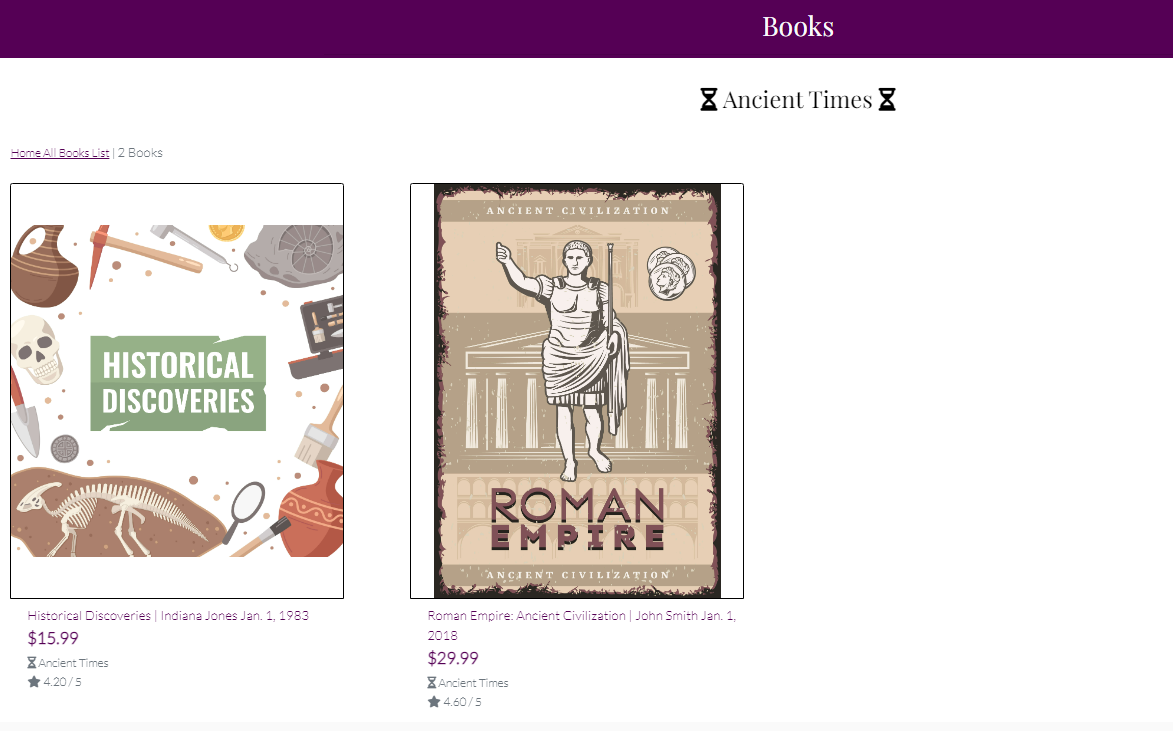 Books
Ancient Times
Home All Books List | 2 Books
HISTORICAL
DISCOVERIES
Historical Discoveries | Indiana Jones Jan. 1, 1983
$15.99
Ancient Times
4.20 / 5
ANCIENT CIVILIZATION
ROMAN
EMPIRE
ANCIENT CIVILIZATION
Roman Empire: Ancient Civilization | John Smith Jan. 1,
2018
$29.99
Ancient Times
4.60 / 5